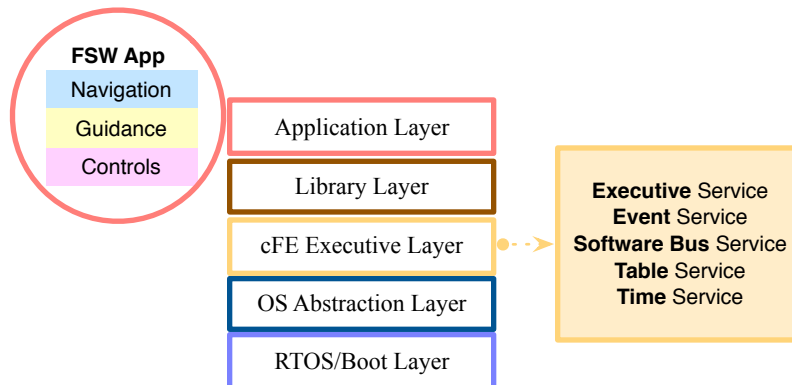 FSW App
Navigation
Guidance
Controls
Application Layer
Library Layer
cFE Executive Layer
OS Abstraction Layer
RTOS/Boot Layer
Executive Service
Event Service
Software Bus Service
Table Service
Time Service